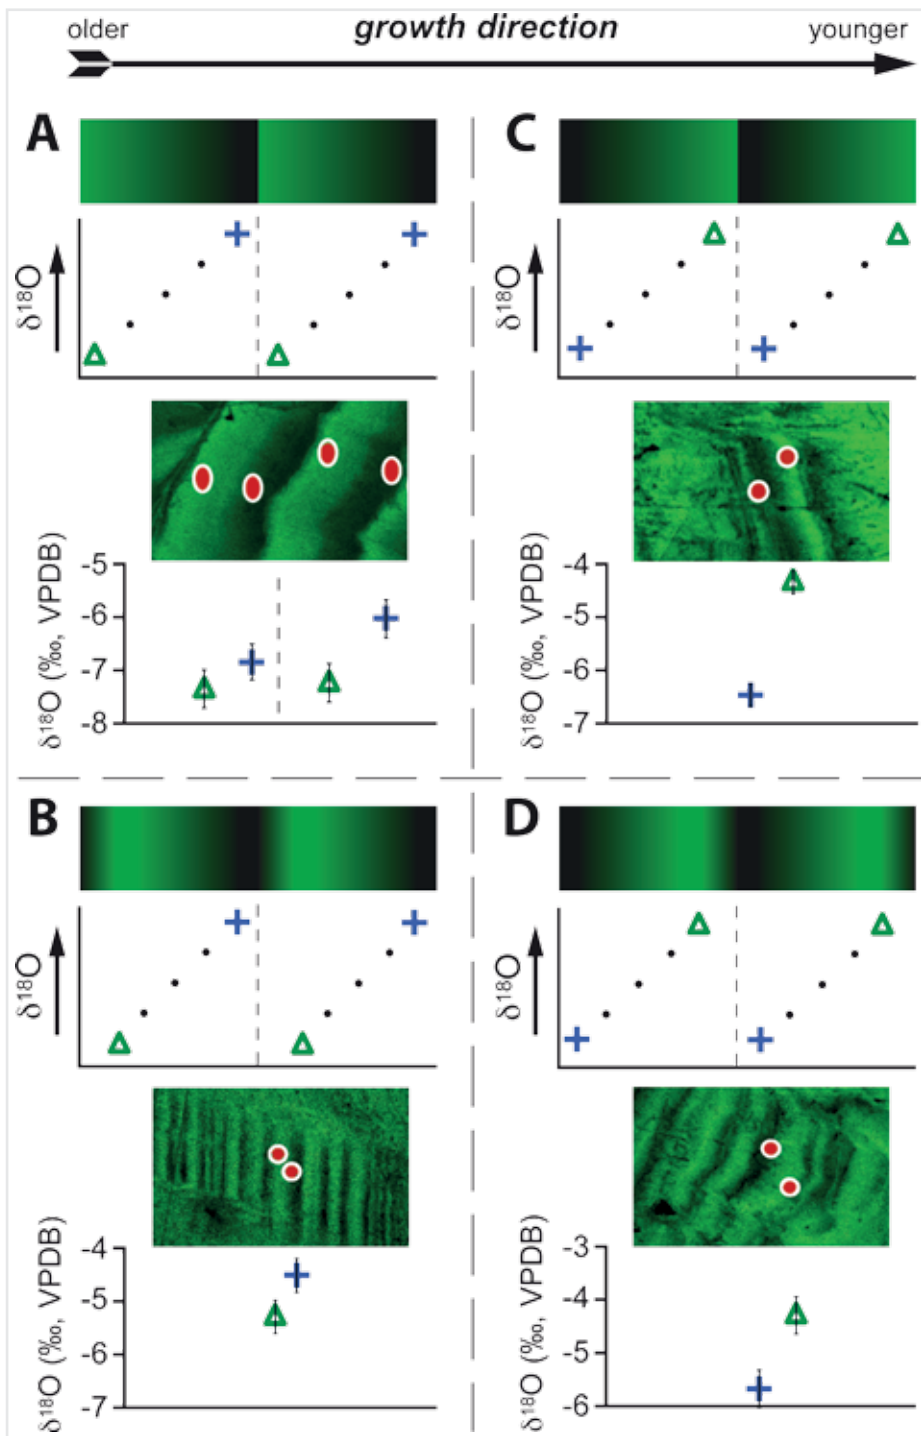 older growth direction younger
A
C
δ¹⁸O
δ¹⁸O
δ¹⁸O (‰, VPDB)
-5
-6
-7
-8
δ¹⁸O (‰, VPDB)
-4
-5
-6
-7
B
D
δ¹⁸O
δ¹⁸O
δ¹⁸O (‰, VPDB)
-4
-5
-6
-7
δ¹⁸O (‰, VPDB)
-3
-4
-5
-6